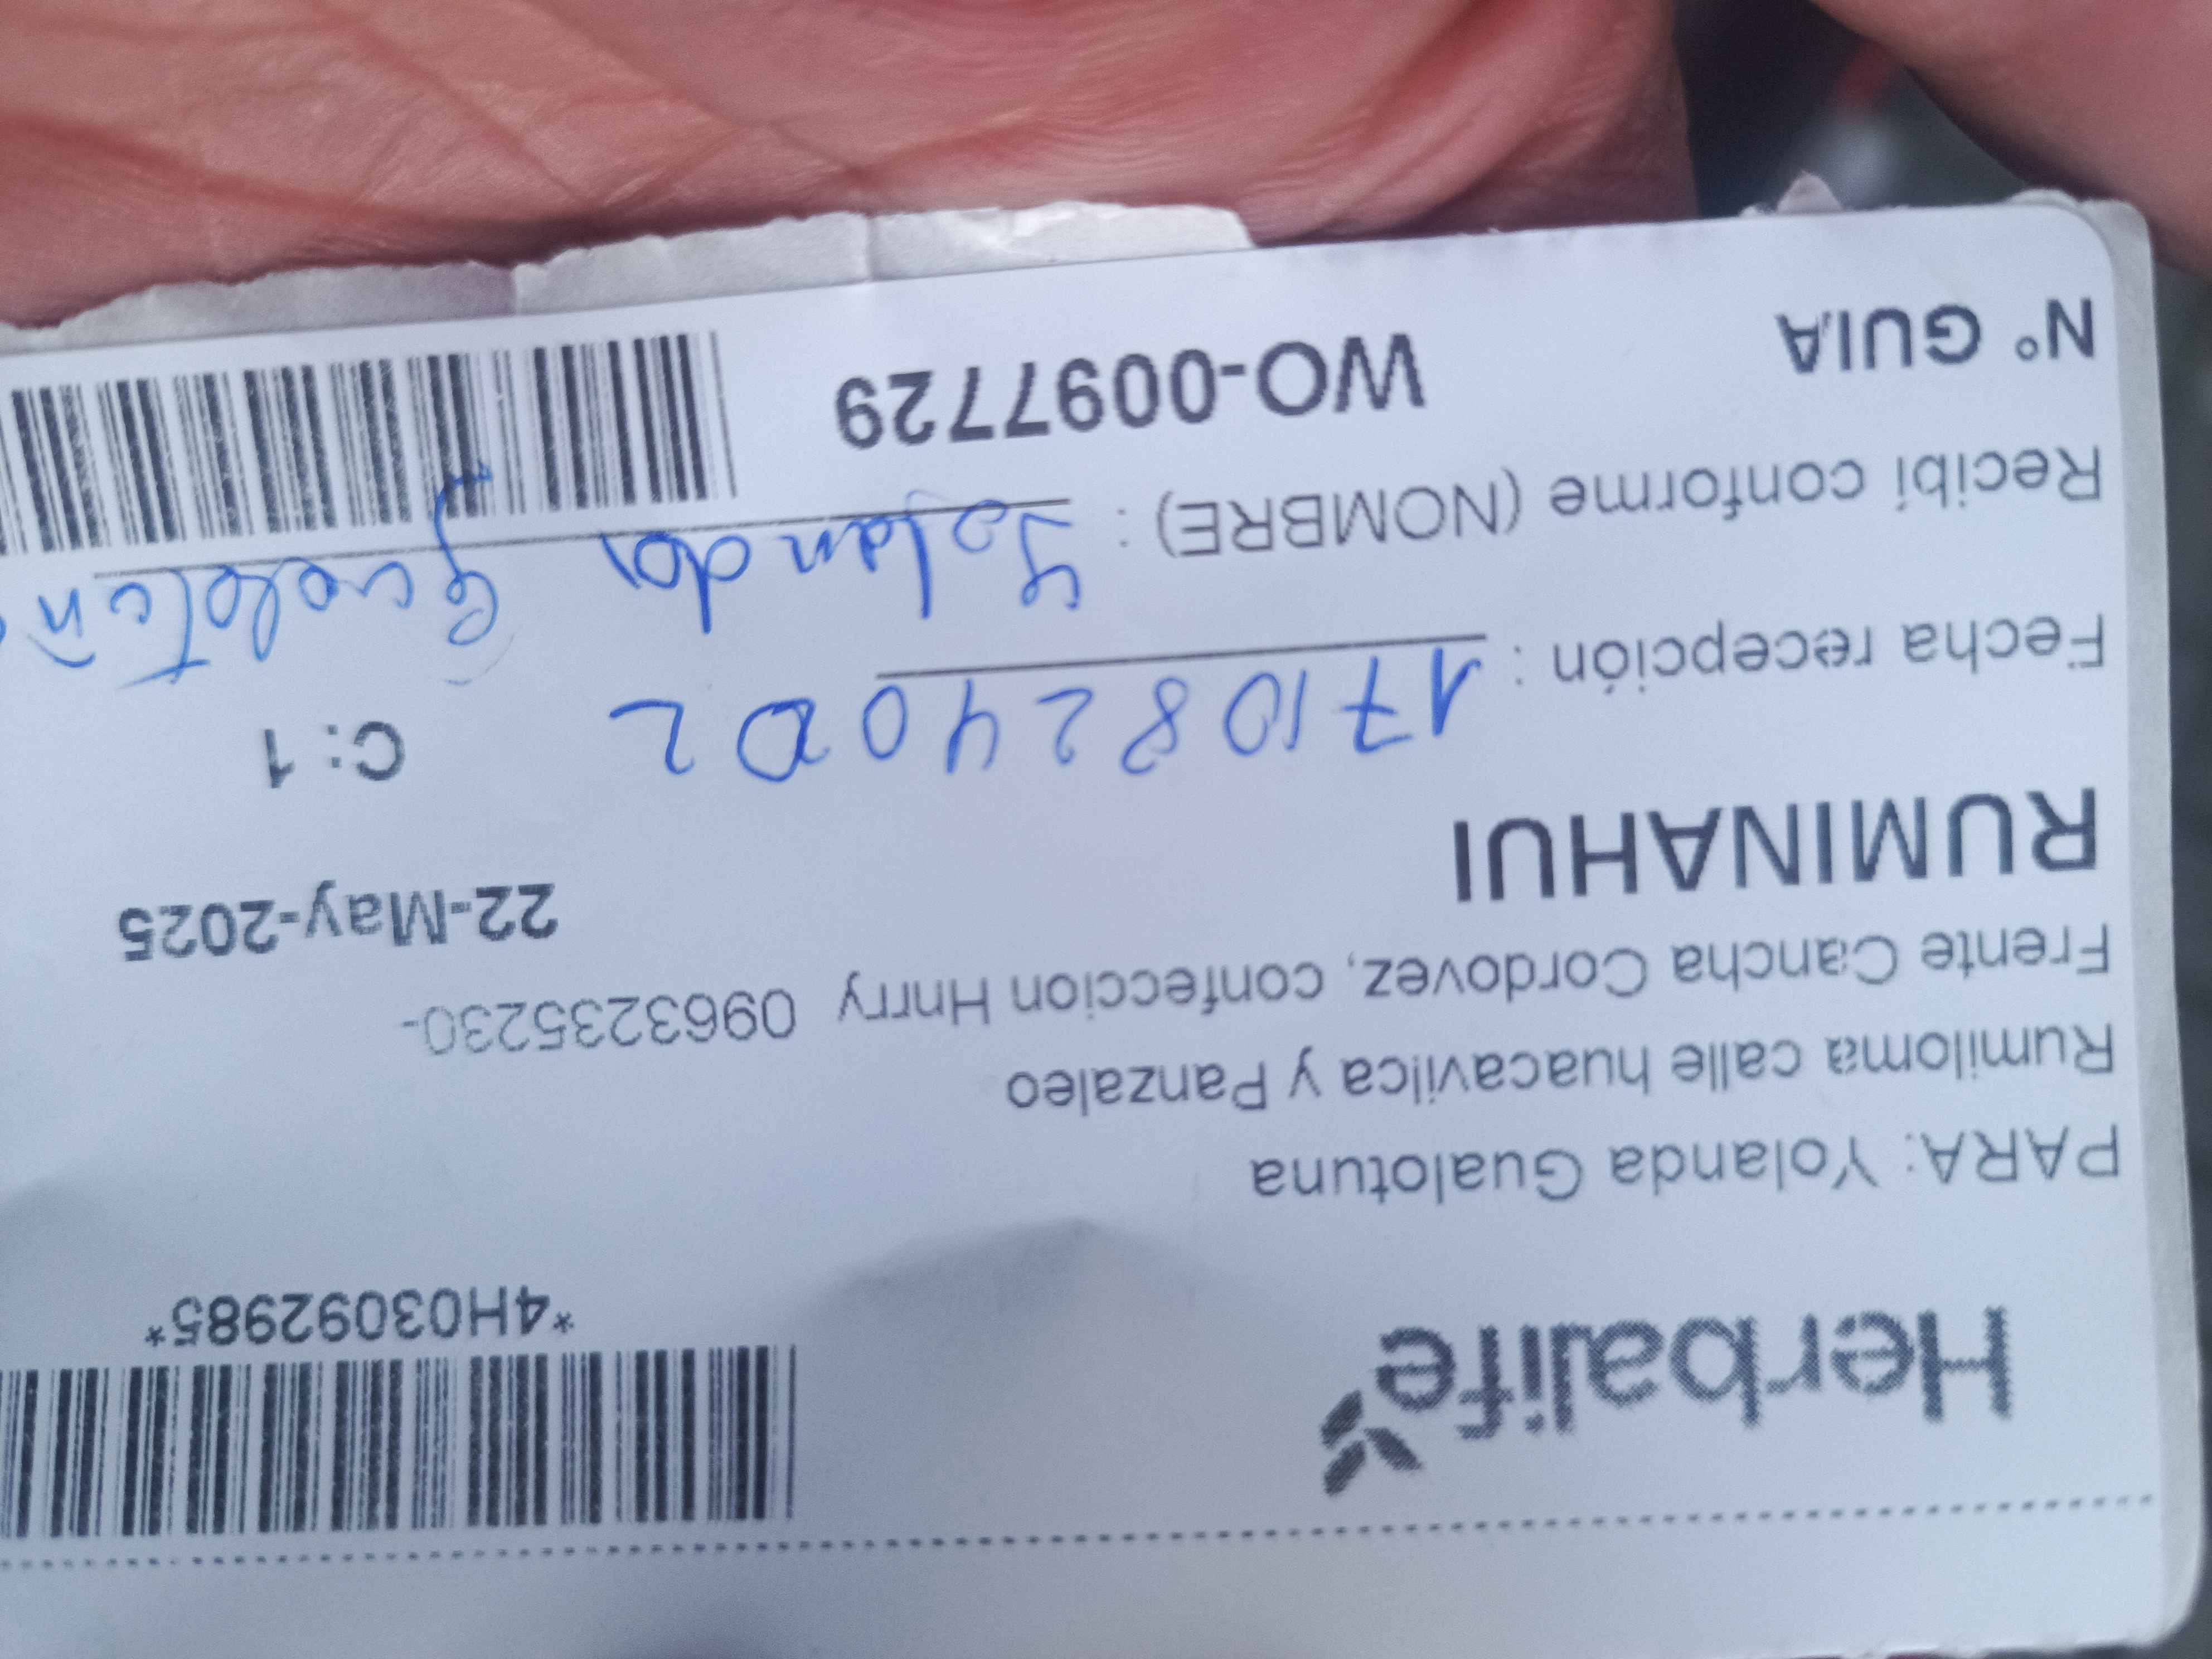 Herbalife
*4H03092985*
PARA: Yolanda Gualotuna
Rumiloma calle huacavilca y Panzaleo
Frente Cancha Cordovez, confeccion Hnrry 0963235230-
22-May-2025
RUMINAHUI
C: 1
Fecha recepción : 1710824002
Recibí conforme (NOMBRE) : Yolanda
N° GUIA WO-0097729